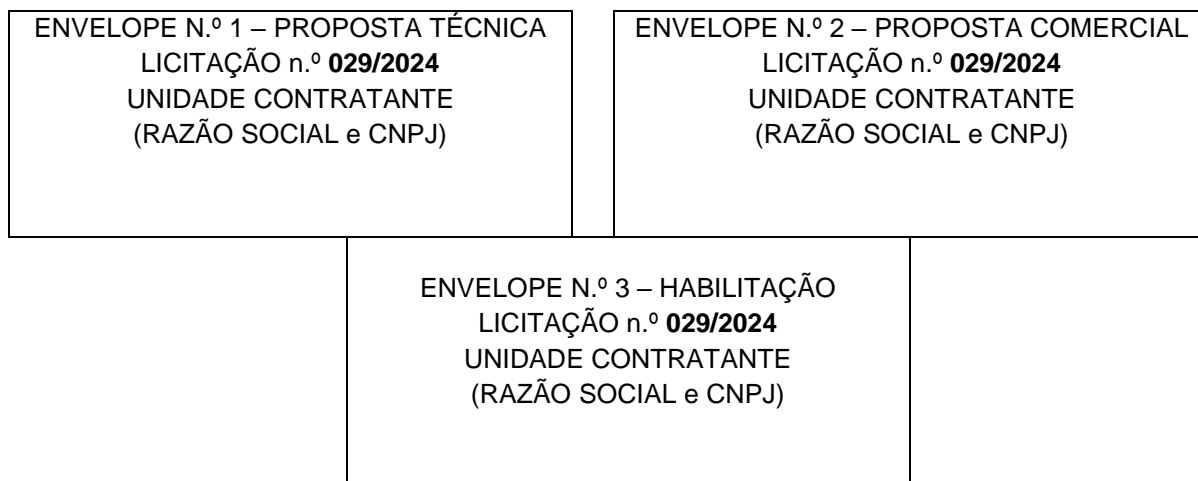 ENVELOPE N.º 1 – PROPOSTA TÉCNICA
LICITAÇÃO n.º 029/2024
UNIDADE CONTRATANTE
(RAZÃO SOCIAL e CNPJ)
ENVELOPE N.º 2 – PROPOSTA COMERCIAL
LICITAÇÃO n.º 029/2024
UNIDADE CONTRATANTE
(RAZÃO SOCIAL e CNPJ)
ENVELOPE N.º 3 – HABILITAÇÃO
LICITAÇÃO n.º 029/2024
UNIDADE CONTRATANTE
(RAZÃO SOCIAL e CNPJ)